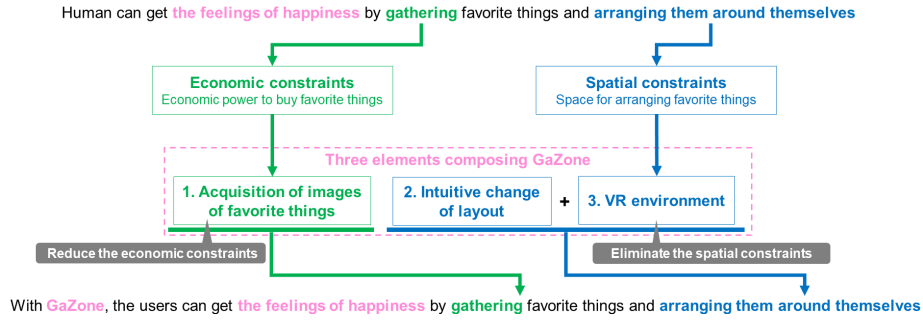 Human can get the feelings of happiness by gathering favorite things and arranging them around themselves
Economic constraints
Economic power to buy favorite things
Spatial constraints
Space for arranging favorite things
Three elements composing GaZone
1. Acquisition of images
of favorite things
2. Intuitive change
of layout
+
3. VR environment
Reduce the economic constraints
Eliminate the spatial constraints
With GaZone, the users can get the feelings of happiness by gathering favorite things and arranging them around themselves